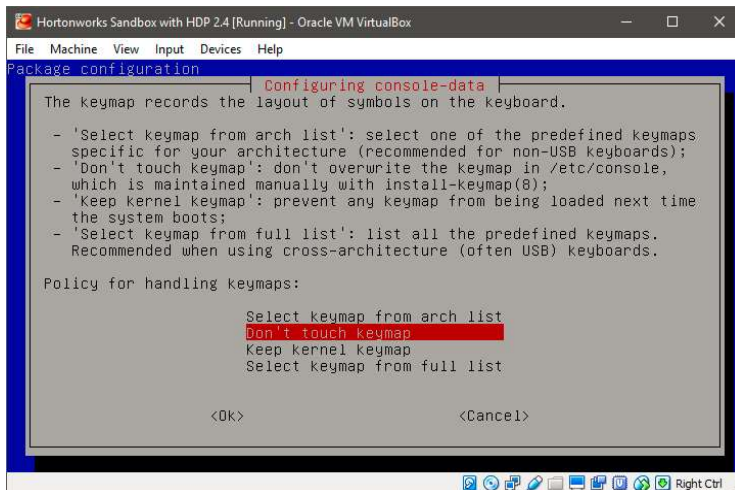 Hortonworks Sandbox with HDP 2.4 [Running] - Oracle VM VirtualBox
File Machine View Input Devices Help
Package configuration
Configuring console-data
The keymap records the layout of symbols on the keyboard.
- 'Select keymap from arch list': select one of the predefined keymaps
specific for your architecture (recommended for non-USB keyboards);
- 'Don't touch keymap': don't overwrite the keymap in /etc/console,
which is maintained manually with install-keymap(8);
- 'Keep kernel keymap': prevent any keymap from being loaded next time
the system boots;
- 'Select keymap from full list': list all the predefined keymaps.
Recommended when using cross-architecture (often USB) keyboards.
Policy for handling keymaps:
Select keymap from arch list
Don't touch keymap
Keep kernel keymap
Select keymap from full list
<Ok> <Cancel>
Right Ctrl